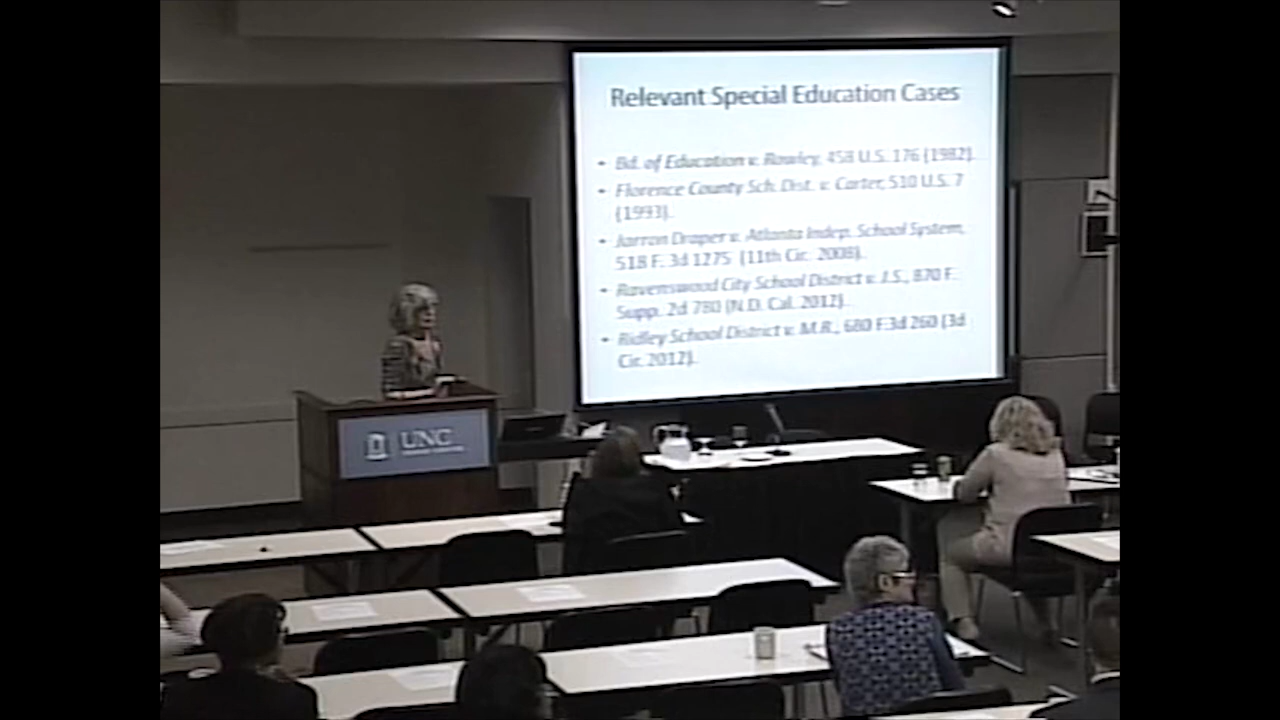 Relevant Special Education Cases
• Bd. of Education v. Rowley, 458 U.S. 176 (1982).
• Florence County Sch. Dist. v. Carter, 510 U.S. 7
(1993).
• Jarron Draper v. Atlanta Indep. School System,
518 F. 3d 1275 (11th Cir. 2008).
• Ravenswood City School District v. J.S., 870 F.
Supp. 2d 780 (N.D. Cal. 2012).
• Ridley School District v. M.R., 680 F.3d 260 (3d
Cir. 2012).
UNC